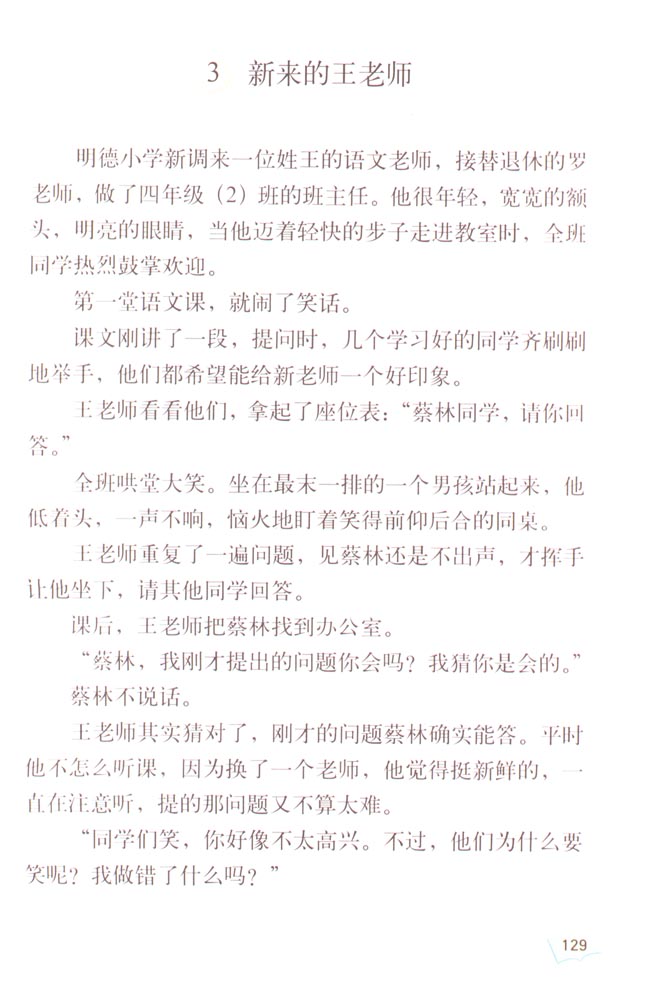 3 新来的王老师
明德小学新调来一位姓王的语文老师，接替退休的罗
老师，做了四年级（2）班的班主任。他很年轻，宽宽的额
头，明亮的眼睛，当他迈着轻快的步子走进教室时，全班
同学热烈鼓掌欢迎。
第一堂语文课，就闹了笑话。
课文刚讲了一段，提问时，几个学习好的同学齐刷刷
地举手，他们都希望能给新老师一个好印象。
王老师看看他们，拿起了座位表：“蔡林同学，请你回
答。”
全班哄堂大笑。坐在最末一排的一个男孩站起来，他
低着头，一声不响，恼火地盯着笑得前仰后合的同桌。
王老师重复了一遍问题，见蔡林还是不出声，才挥手
让他坐下，请其他同学回答。
课后，王老师把蔡林找到办公室。
“蔡林，我刚才提出的问题你会吗？我猜你是会的。”
蔡林不说话。
王老师其实猜对了，刚才的问题蔡林确实能答。平时
他不怎么听课，因为换了一个老师，他觉得挺新鲜的，一
直在注意听，提的那问题又不算太难。
“同学们笑，你好像不太高兴。不过，他们为什么要
笑呢？我做错了什么吗？”
129